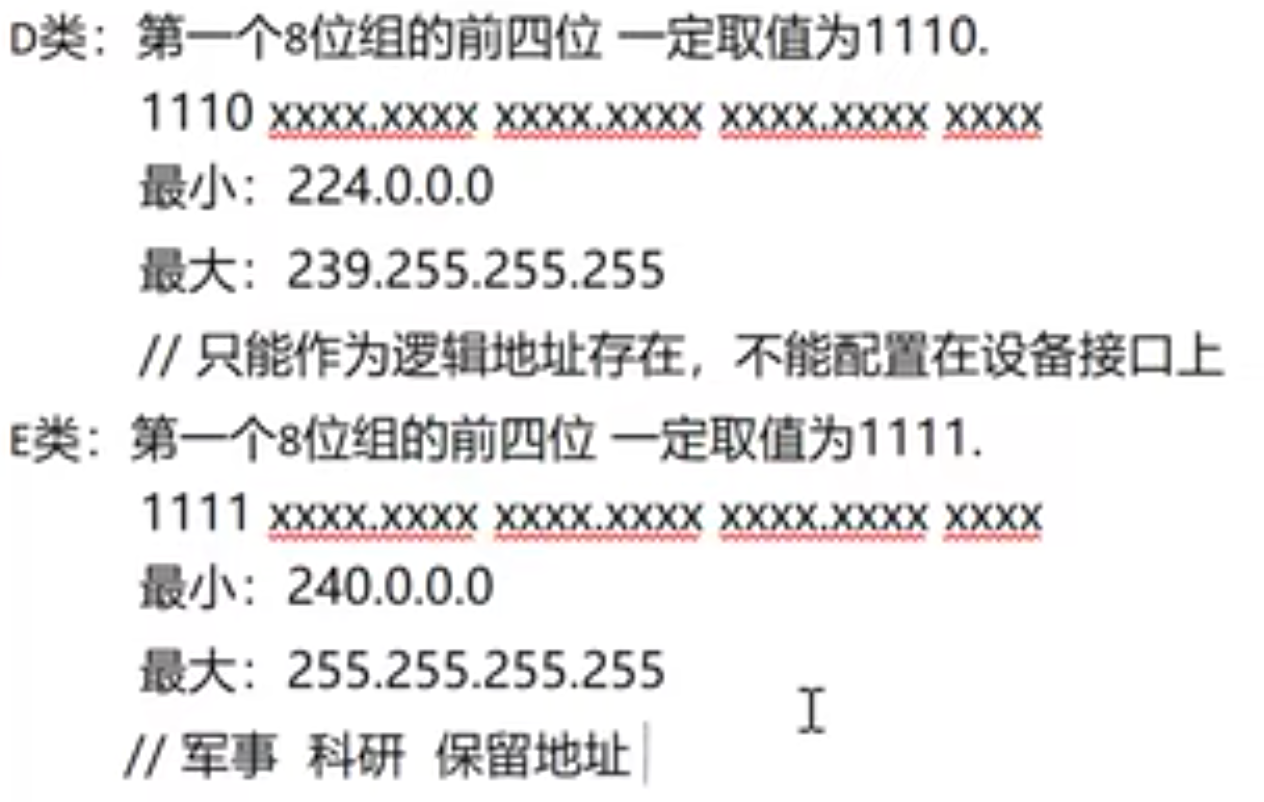 D类：第一个8位组的前四位 一定取值为1110.
1110 xxxx.xxxx xxxx.xxxx xxxx.xxxx xxxx
最小：224.0.0.0
最大：239.255.255.255
// 只能作为逻辑地址存在，不能配置在设备接口上
E类：第一个8位组的前四位 一定取值为1111.
1111 xxxx.xxxx xxxx.xxxx xxxx.xxxx xxxx
最小：240.0.0.0
最大：255.255.255.255
// 军事 科研 保留地址